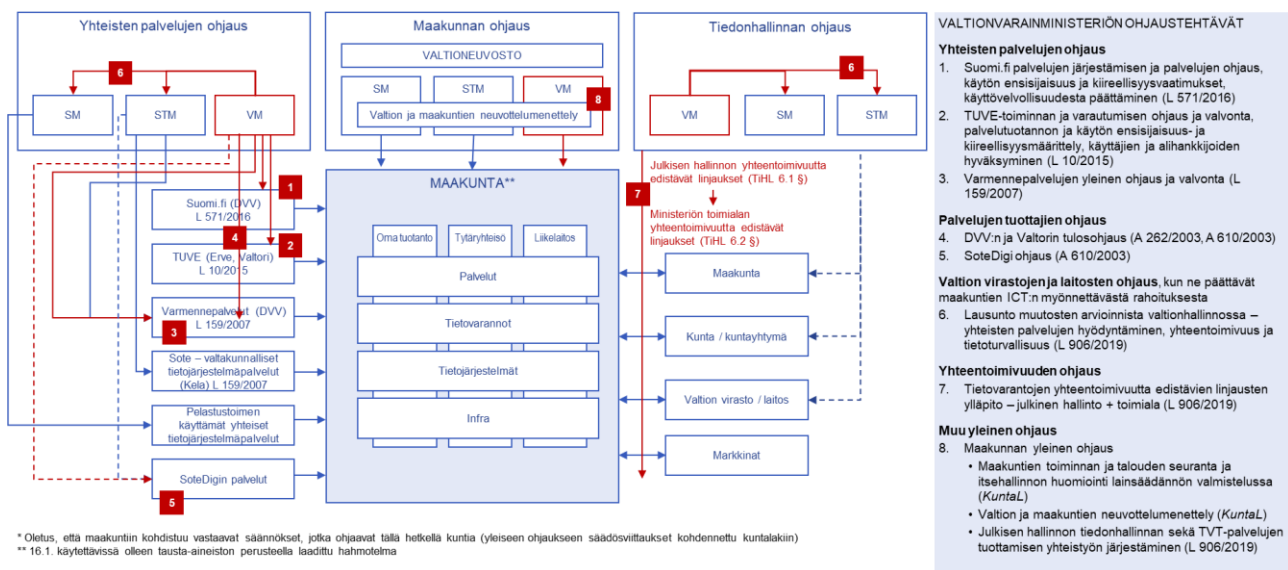 Yhteisten palvelujen ohjaus
6
SM
STM
VM
1
Suomi.fi (DVV)
L 571/2016
4
2
TUVE (Erve, Valtori)
L 10/2015
Varmennepalvelut (DVV)
L 159/2007
3
Sote – valtakunnalliset
tietojärjestelmäpalvelut
(Kela) L 159/2007
Pelastustoimen
käyttämät yhteiset
tietojärjestelmäpalvelut
SoteDigin palvelut
5
Maakunnan ohjaus
VALTIONEUVOSTO
SM
STM
VM
8
Valtion ja maakuntien neuvottelumenettely
MAAKUNTA**
Oma tuotanto
Tytäryhteisö
Liikelaitos
Palvelut
Tietovarannot
Tietojärjestelmät
Infra
Tiedonhallinnan ohjaus
6
VM
SM
STM
Julkisen hallinnon yhteentoimivuutta
edistävät linjaukset (TiHL 6.1 §)
7
Ministeriön toimialan
yhteentoimivuutta edistävät
linjaukset (TiHL 6.2 §)
Maakunta
Kunta / kuntayhtymä
Valtion virasto / laitos
Markkinat
* Oletus, että maakuntiin kohdistuu vastaavat säännökset, jotka ohjaavat tällä hetkellä kuntia (yleiseen ohjaukseen säädösviittaukset kohdennettu kuntalakiin)
** 16.1. käytettävissä olleen tausta-aineiston perusteella laadittu hahmotelma
VALTIONVARAINMINISTERIÖN OHJAUSTEHTÄVÄT
Yhteisten palvelujen ohjaus
1. Suomi.fi palvelujen järjestämisen ja palvelujen ohjaus,
käytön ensisijaisuus ja kiireellisyysvaatimukset,
käyttövelvollisuudesta päättäminen (L 571/2016)
2. TUVE-toiminnan ja varautumisen ohjaus ja valvonta,
palvelutuotannon ja käytön ensisijaisuus- ja
kiireellisyysmäärittely, käyttäjien ja alihankkijoiden
hyväksyminen (L 10/2015)
3. Varmennepalvelujen yleinen ohjaus ja valvonta (L
159/2007)
Palvelujen tuottajien ohjaus
4. DVV:n ja Valtorin tulosohjaus (A 262/2003, A 610/2003)
5. SoteDigi ohjaus (A 610/2003)
Valtion virastojen ja laitosten ohjaus, kun ne päättävät
maakuntien ICT:n myönnettävästä rahoituksesta
6. Lausunto muutosten arvioinnista valtionhallinnossa –
yhteisten palvelujen hyödyntäminen, yhteentoimivuus ja
tietoturvallisuus (L 906/2019)
Yhteentoimivuuden ohjaus
7. Tietovarantojen yhteentoimivuutta edistävien linjausten
ylläpito – julkinen hallinto + toimiala (L 906/2019)
Muu yleinen ohjaus
8. Maakunnan yleinen ohjaus
• Maakuntien toiminnan ja talouden seuranta ja
itsehallinnon huomiointi lainsäädännön valmistelussa
(KuntaL)
• Valtion ja maakuntien neuvottelumenettely (KuntaL)
• Julkisen hallinnon tiedonhallinnan sekä TVT-palvelujen
tuottamisen yhteistyön järjestäminen (L 906/2019)